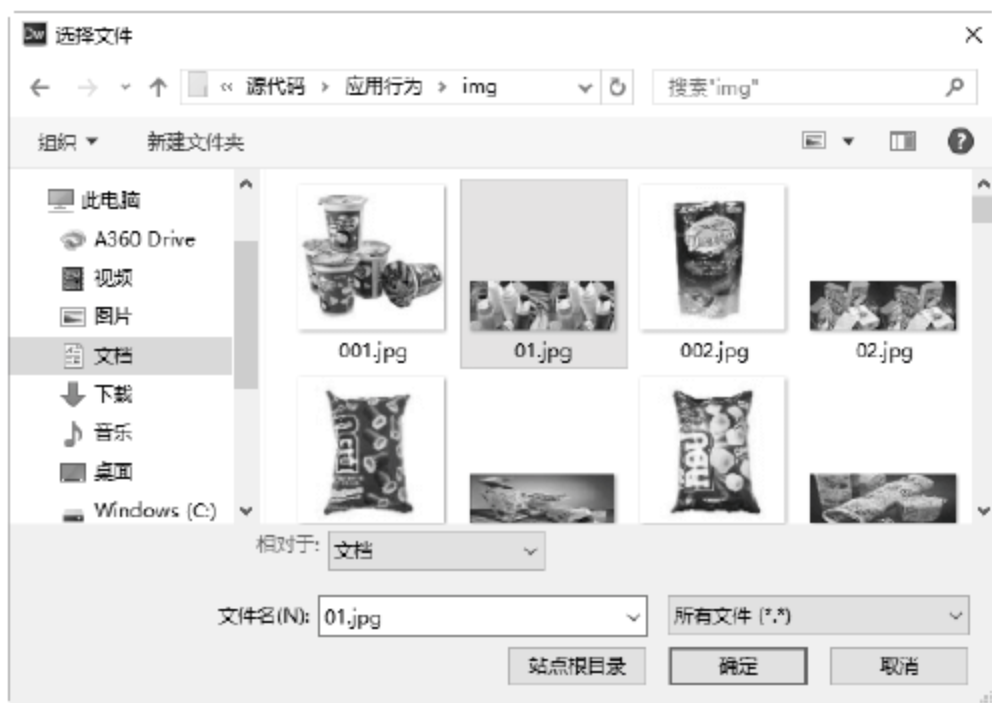 Dw 选择文件
« 源代码 › 应用行为 › img
搜索"img"
组织
新建文件夹
此电脑
A360 Drive
视频
图片
文档
下载
音乐
桌面
Windows (C:)
001.jpg
01.jpg
002.jpg
02.jpg
相对于: 文档
文件名(N): 01.jpg
所有文件 (*.*)
站点根目录
确定
取消